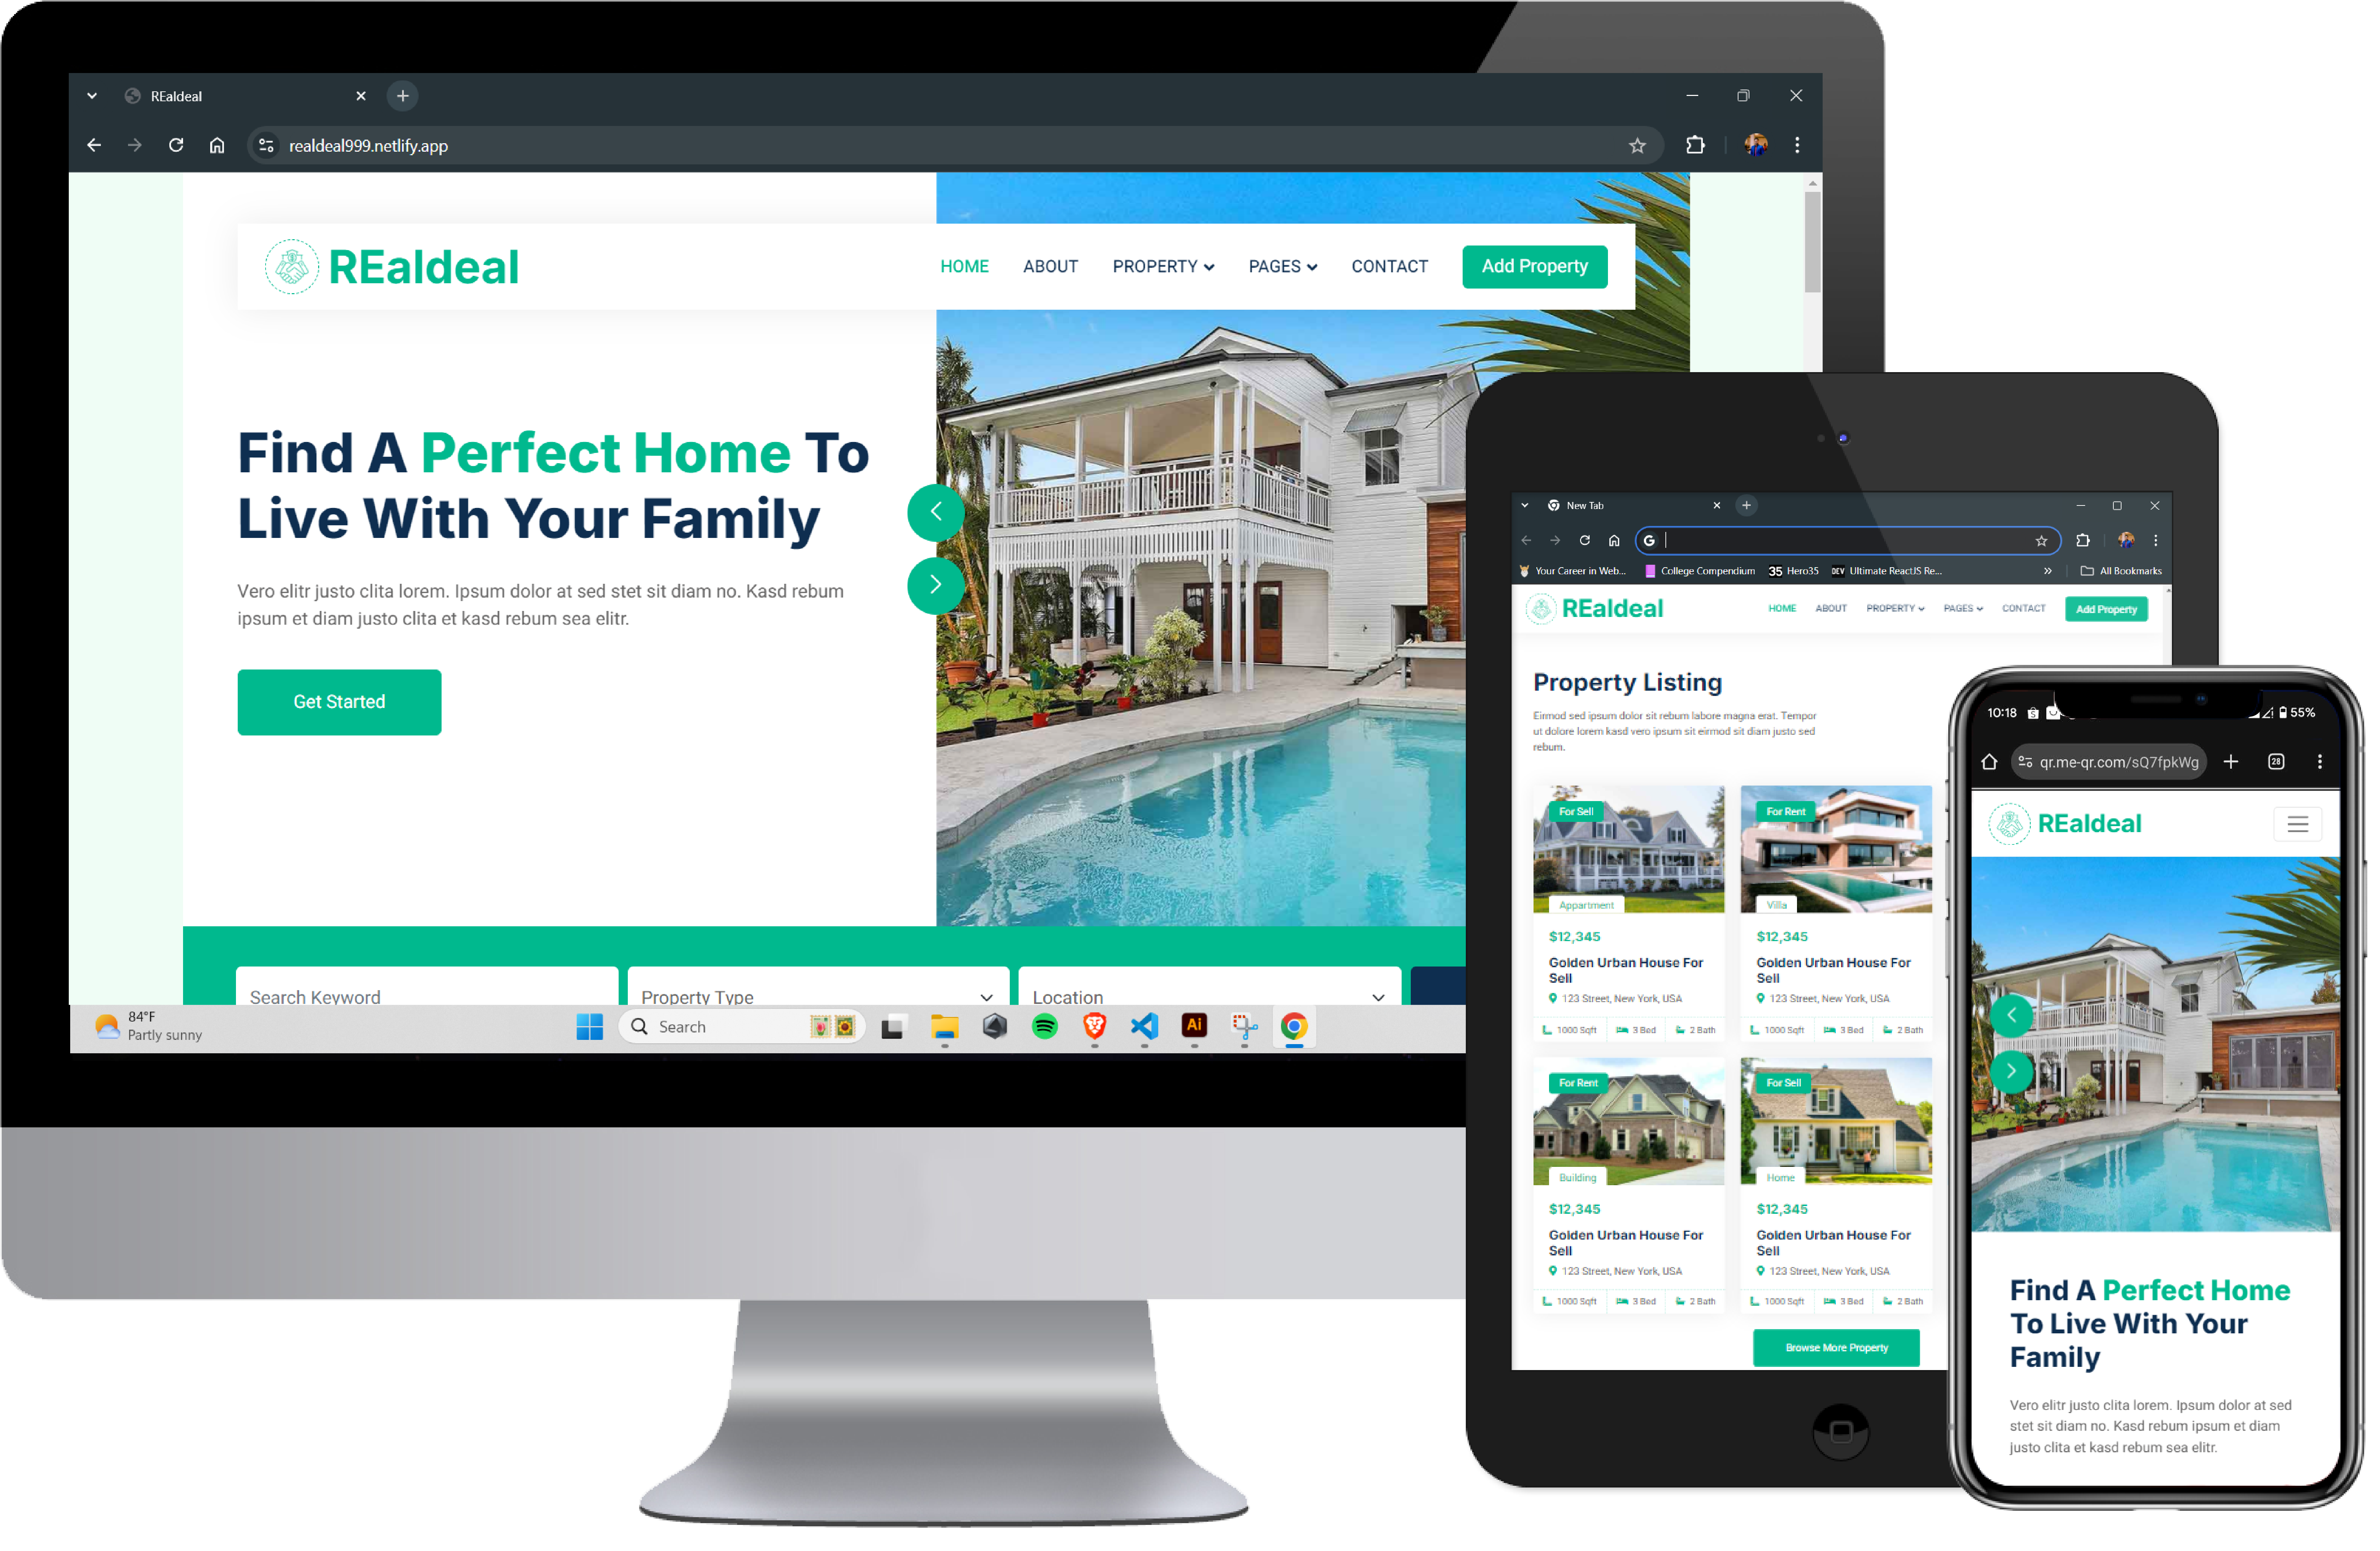 REaldeal
realdeal999.netlify.app
REaldeal
HOME ABOUT PROPERTY PAGES CONTACT Add Property
Find A Perfect Home To
Live With Your Family
Vero elitr justo clita lorem. Ipsum dolor at sed stet sit diam no. Kasd rebum
ipsum et diam justo clita et kasd rebum sea elitr.
Get Started
Search Keyword Property Type Location
84°F
Partly sunny
Search
Ai
New Tab
G
Your Career in Web... College Compendium 35 Hero35 DEV Ultimate ReactJS Re... » All Bookmarks
REaldeal HOME ABOUT PROPERTY PAGES CONTACT Add Property
Property Listing
Eirmod sed ipsum dolor sit rebum labore magna erat. Tempor
ut dolore lorem kasd vero ipsum sit eirmod sit diam justo sed
rebum.
For Sell
Appartment
$12,345
Golden Urban House For
Sell
123 Street, New York, USA
1000 Sqft 3 Bed 2 Bath
For Rent
Villa
$12,345
Golden Urban House For
Sell
123 Street, New York, USA
1000 Sqft 3 Bed 2 Bath
For Rent
Building
$12,345
Golden Urban House For
Sell
123 Street, New York, USA
1000 Sqft 3 Bed 2 Bath
For Sell
Home
$12,345
Golden Urban House For
Sell
123 Street, New York, USA
1000 Sqft 3 Bed 2 Bath
Browse More Property
10:18 55%
qr.me-qr.com/sQ7fpkWg 28
REaldeal
Find A Perfect Home
To Live With Your
Family
Vero elitr justo clita lorem. Ipsum dolor at sed
stet sit diam no. Kasd rebum ipsum et diam
justo clita et kasd rebum sea elitr.